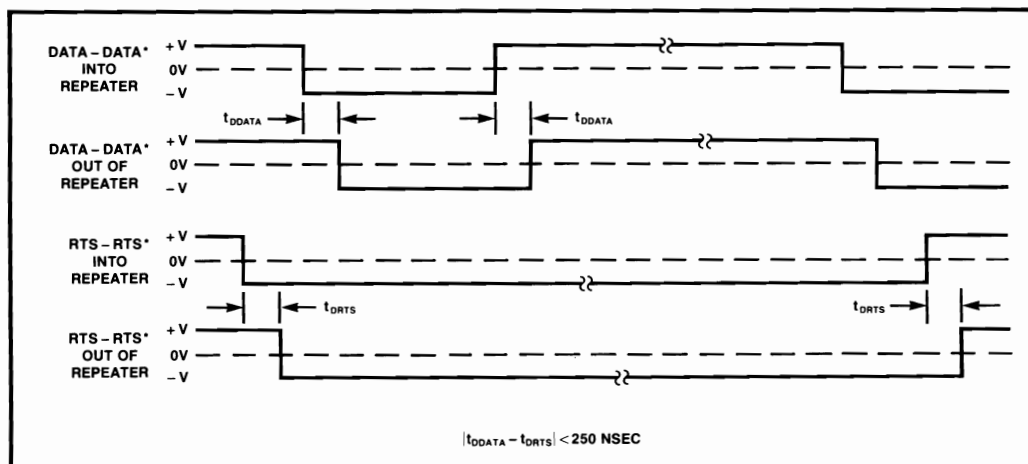 DATA – DATA*
INTO
REPEATER
+ V
0V
– V
tDDATA
tDDATA
DATA – DATA*
OUT OF
REPEATER
+ V
0V
– V
RTS – RTS*
INTO
REPEATER
+ V
0V
– V
tDRTS
tDRTS
RTS – RTS*
OUT OF
REPEATER
+ V
0V
– V
|tDDATA – tDRTS| < 250 NSEC